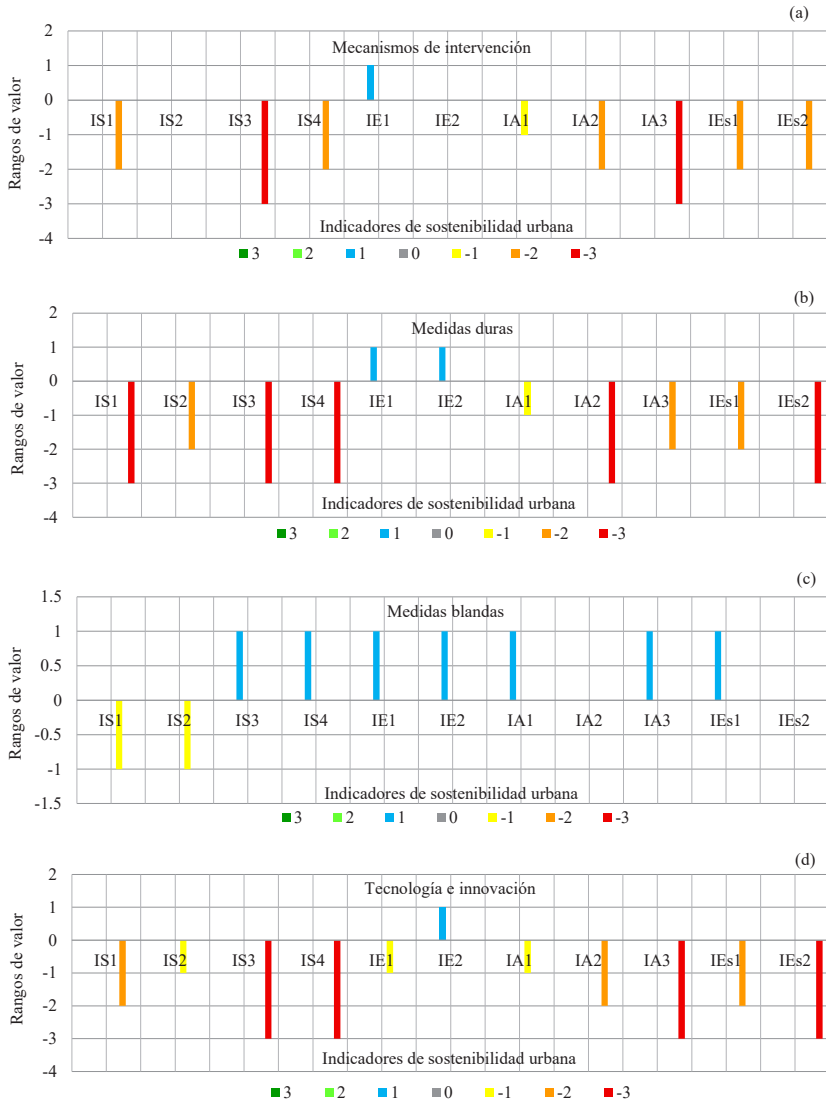 (a)
2
Mecanismos de intervención
1
0
IS1 IS2 IS3 IS4 IE1 IE2 IA1 IA2 IA3 IEs1 IEs2
-1
-2
-3
Indicadores de sostenibilidad urbana
-4
Rangos de valor
3 2 1 0 -1 -2 -3
(b)
2
Medidas duras
1
0
IS1 IS2 IS3 IS4 IE1 IE2 IA1 IA2 IA3 IEs1 IEs2
-1
-2
-3
Indicadores de sostenibilidad urbana
-4
Rangos de valor
3 2 1 0 -1 -2 -3
(c)
1.5
Medidas blandas
1
0.5
0
IS1 IS2 IS3 IS4 IE1 IE2 IA1 IA2 IA3 IEs1 IEs2
-0.5
-1
Indicadores de sostenibilidad urbana
-1.5
Rangos de valor
3 2 1 0 -1 -2 -3
(d)
2
Tecnología e innovación
1
0
IS1 IS2 IS3 IS4 IE1 IE2 IA1 IA2 IA3 IEs1 IEs2
-1
-2
-3
Indicadores de sostenibilidad urbana
-4
Rangos de valor
3 2 1 0 -1 -2 -3